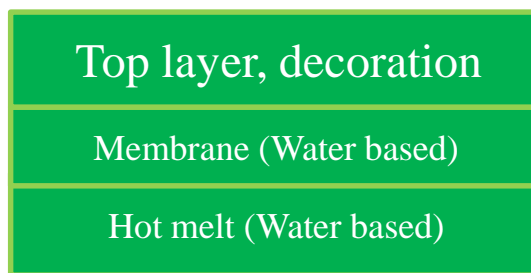 Top layer, decoration
Membrane (Water based)
Hot melt (Water based)